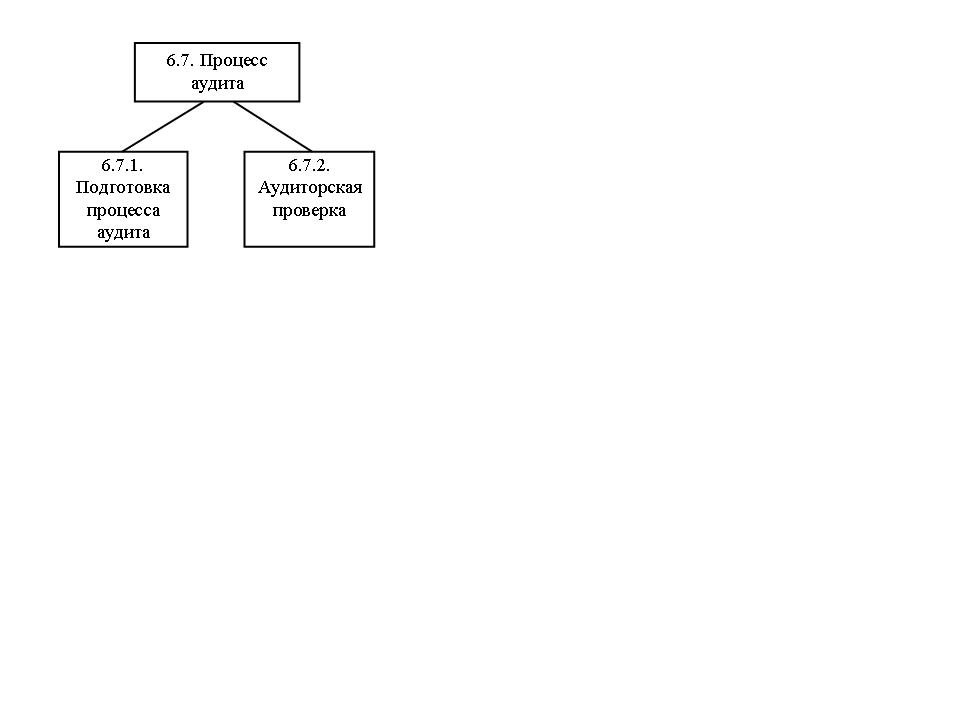 6.7. Процесс
аудита
6.7.1.
Подготовка
процесса
аудита
6.7.2.
Аудиторская
проверка